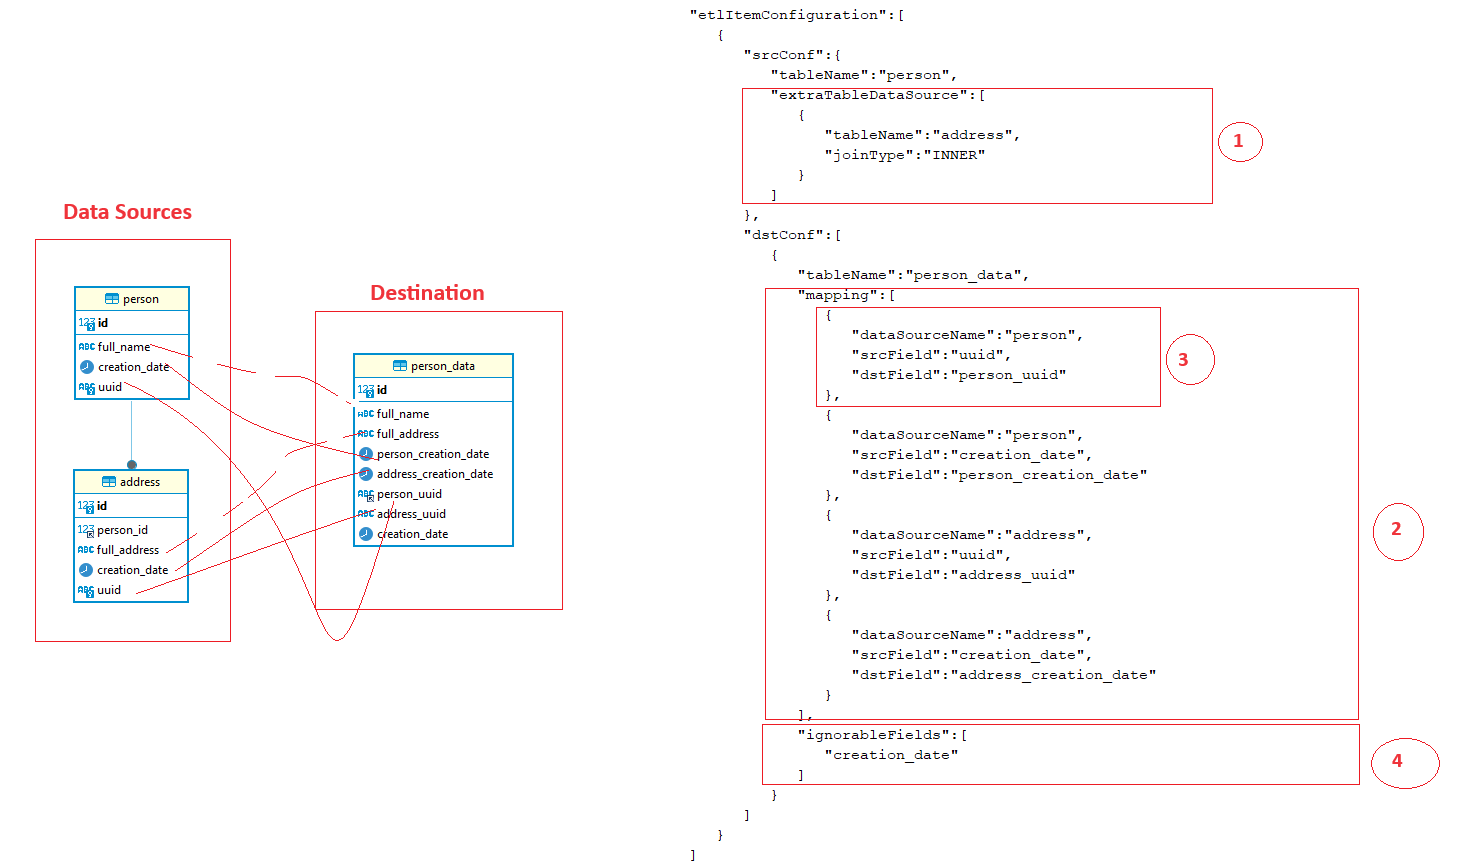 Data Sources
person
123 id
ABC full_name
creation_date
ABC uuid
address
123 id
123 person_id
ABC full_address
creation_date
ABC uuid
Destination
person_data
123 id
ABC full_name
ABC full_address
person_creation_date
address_creation_date
ABC person_uuid
ABC address_uuid
creation_date
"etlItemConfiguration":[
{
"srcConf":{
"tableName":"person",
"extraTableDataSource":[
{
"tableName":"address",
"joinType":"INNER"
}
]
},
"dstConf":[
{
"tableName":"person_data",
"mapping":[
{
"dataSourceName":"person",
"srcField":"uuid",
"dstField":"person_uuid"
},
{
"dataSourceName":"person",
"srcField":"creation_date",
"dstField":"person_creation_date"
},
{
"dataSourceName":"address",
"srcField":"uuid",
"dstField":"address_uuid"
},
{
"dataSourceName":"address",
"srcField":"creation_date",
"dstField":"address_creation_date"
}
],
"ignorableFields":[
"creation_date"
]
}
]
}
]
1
3
2
4